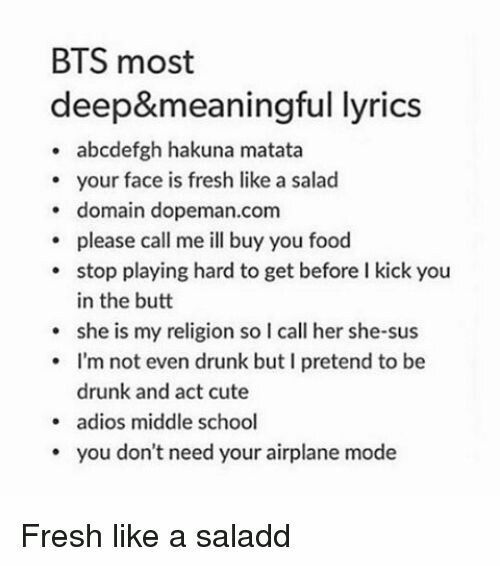 BTS most
deep&meaningful lyrics
• abcdefgh hakuna matata
• your face is fresh like a salad
• domain dopeman.com
• please call me ill buy you food
• stop playing hard to get before I kick you
in the butt
• she is my religion so I call her she-sus
• I'm not even drunk but I pretend to be
drunk and act cute
• adios middle school
• you don't need your airplane mode
Fresh like a saladd